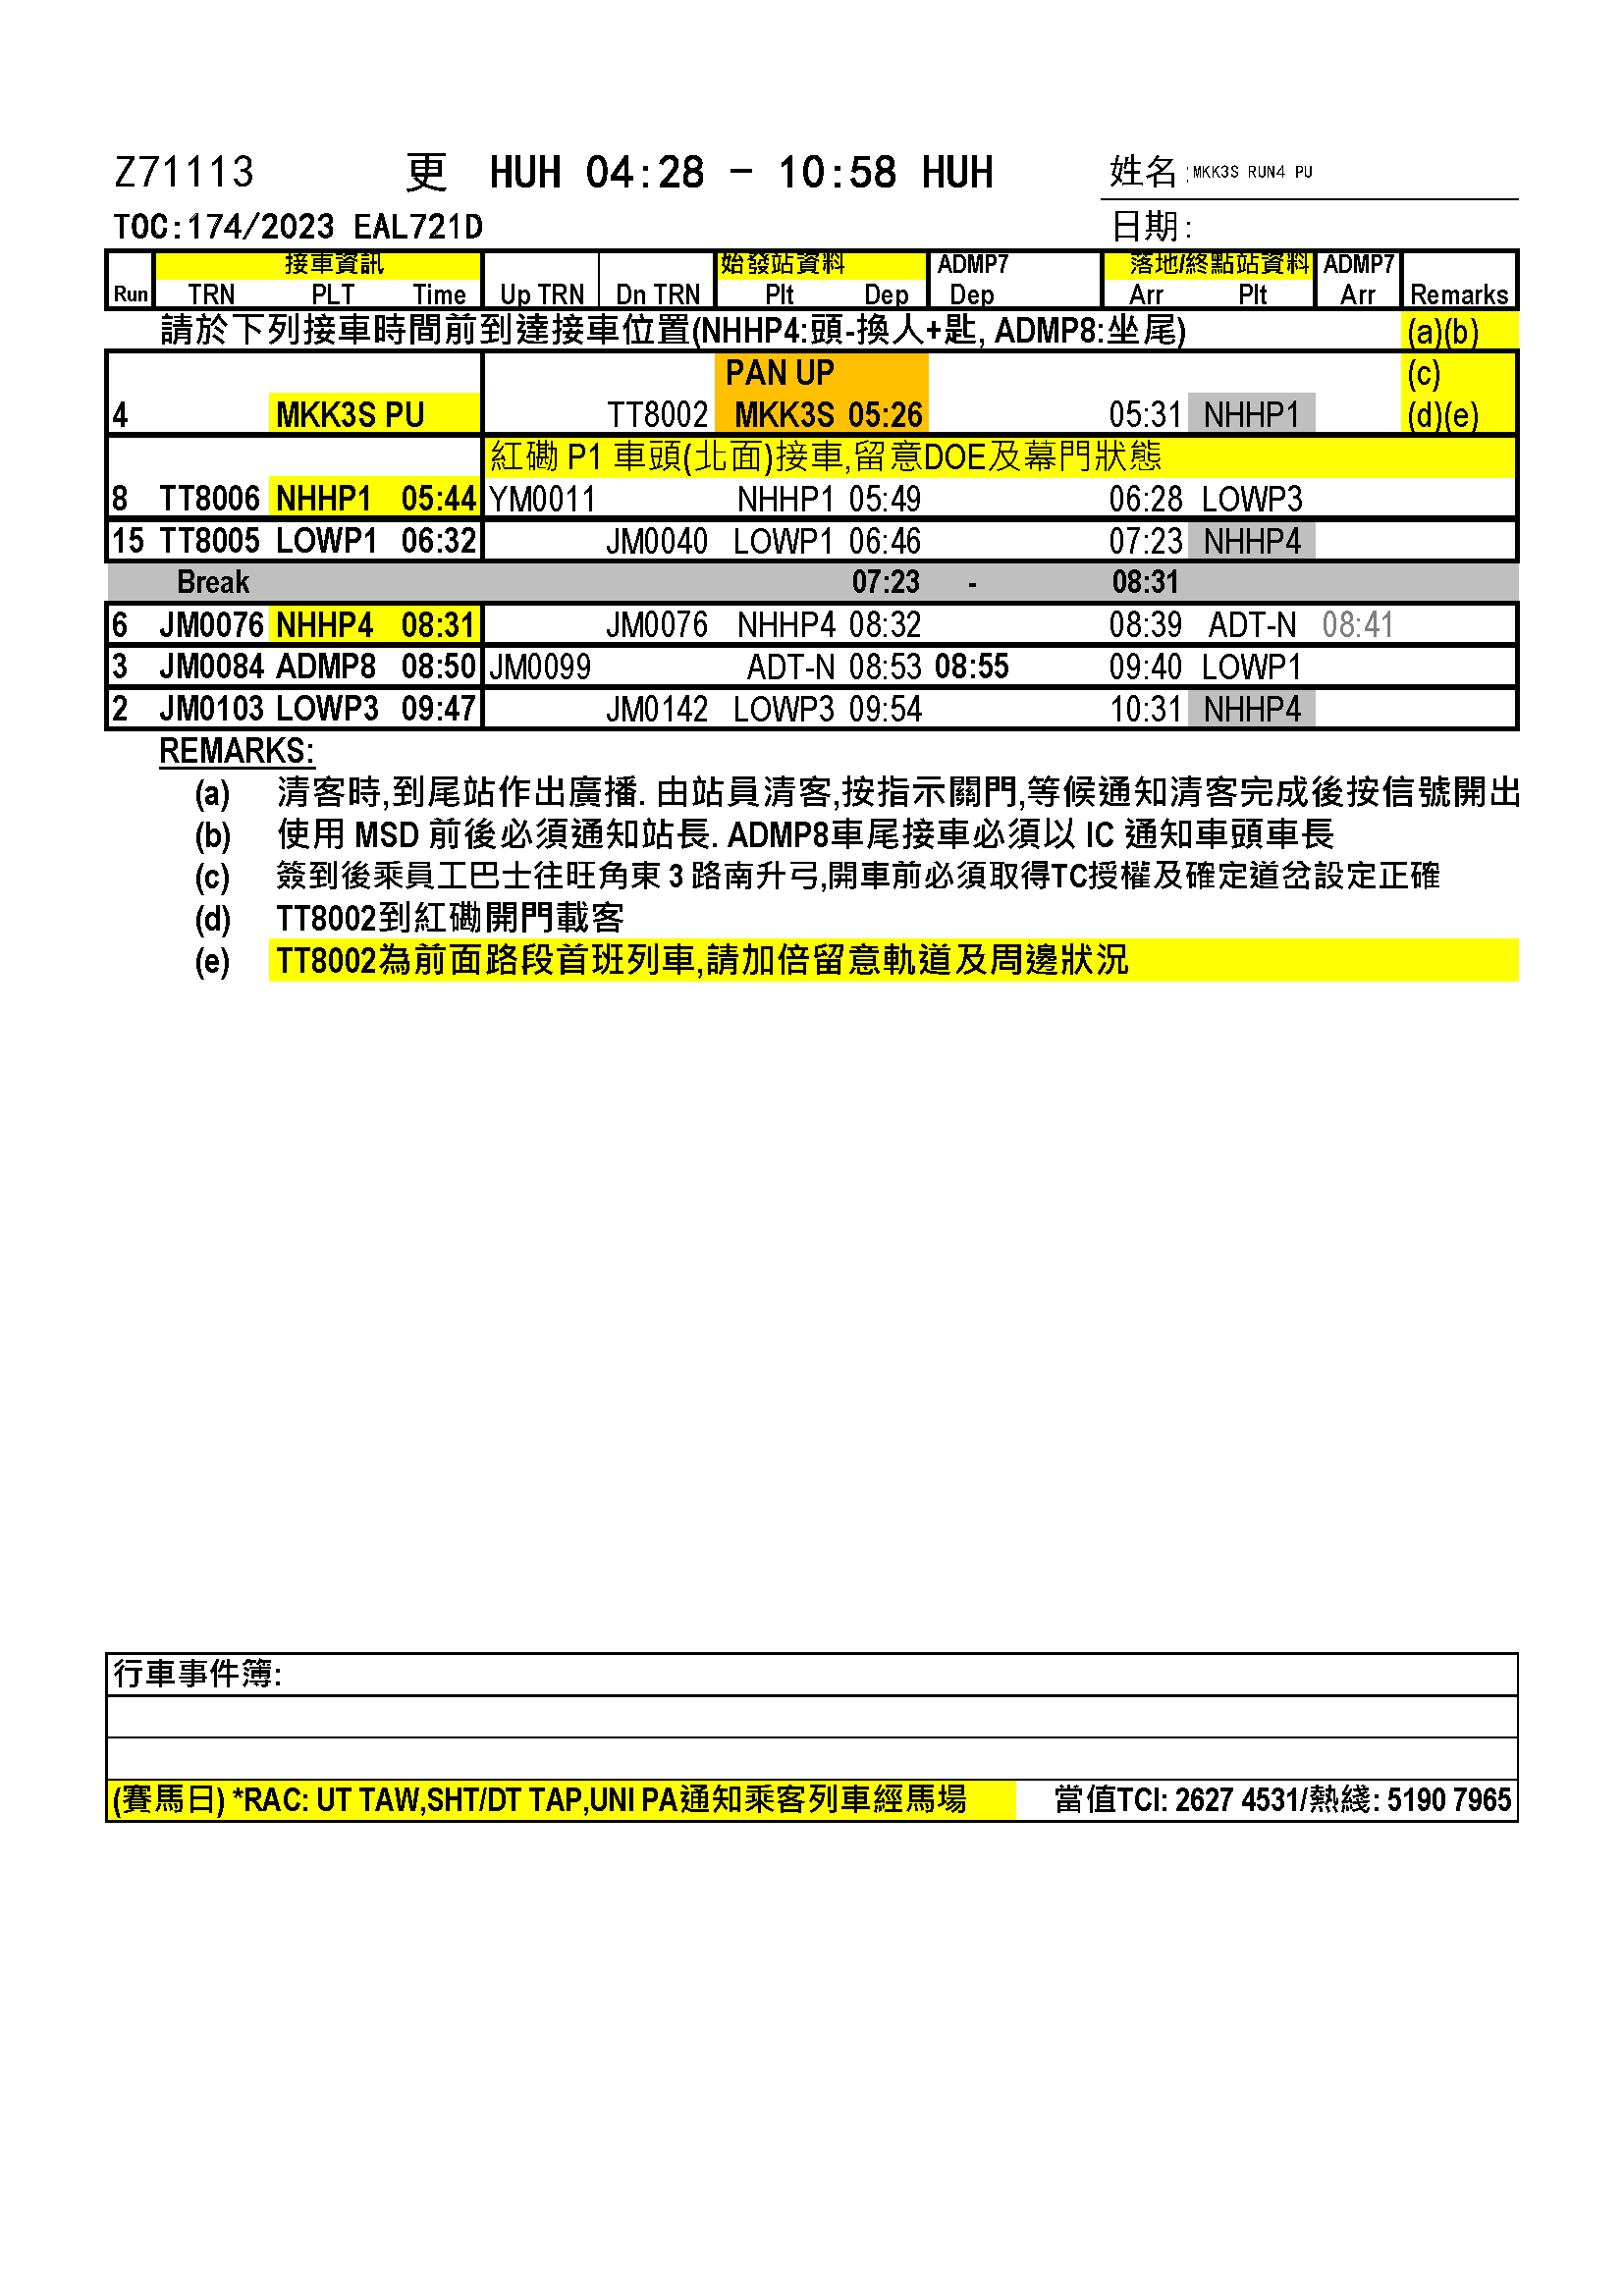 Z71113 更 HUH 04:28 - 10:58 HUH 姓名:MKK3S RUN4 PU
TOC:174/2023 EAL721D 日期:
接車資訊 始發站資料 ADMP7 落地/終點站資料 ADMP7
Run TRN PLT Time Up TRN Dn TRN Plt Dep Dep Arr Plt Arr Remarks
請於下列接車時間前到達接車位置(NHHP4:頭-換人+匙, ADMP8:坐尾) (a)(b)
PAN UP (c)
4 MKK3S PU TT8002 MKK3S 05:26 05:31 NHHP1 (d)(e)
紅磡 P1 車頭(北面)接車,留意DOE及幕門狀態
8 TT8006 NHHP1 05:44 YM0011 NHHP1 05:49 06:28 LOWP3
15 TT8005 LOWP1 06:32 JM0040 LOWP1 06:46 07:23 NHHP4
Break 07:23 - 08:31
6 JM0076 NHHP4 08:31 JM0076 NHHP4 08:32 08:39 ADT-N 08:41
3 JM0084 ADMP8 08:50 JM0099 ADT-N 08:53 08:55 09:40 LOWP1
2 JM0103 LOWP3 09:47 JM0142 LOWP3 09:54 10:31 NHHP4
REMARKS:
(a) 清客時,到尾站作出廣播. 由站員清客,按指示關門,等候通知清客完成後按信號開出
(b) 使用 MSD 前後必須通知站長. ADMP8車尾接車必須以 IC 通知車頭車長
(c) 簽到後乘員工巴士往旺角東 3 路南升弓,開車前必須取得TC授權及確定道岔設定正確
(d) TT8002到紅磡開門載客
(e) TT8002為前面路段首班列車,請加倍留意軌道及周邊狀況
行車事件簿:
(賽馬日) *RAC: UT TAW,SHT/DT TAP,UNI PA通知乘客列車經馬場 當值TCI: 2627 4531/熱綫: 5190 7965